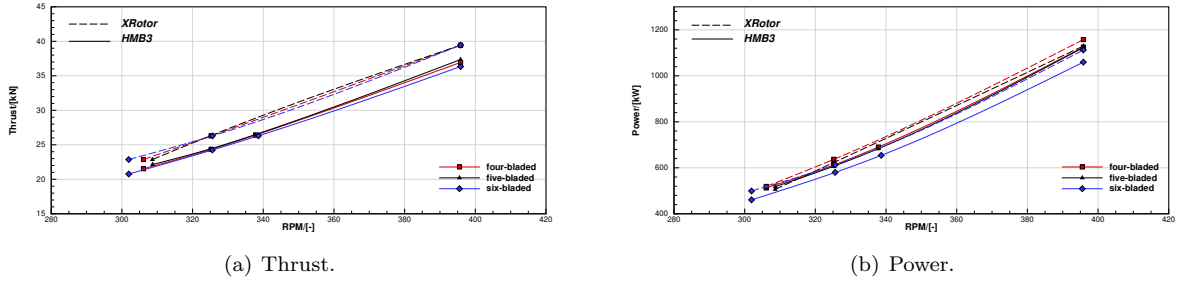 XRotor
HMB3
Thrust/[kN]
45
40
35
30
25
20
15
four-bladed
five-bladed
six-bladed
280 300 320 340 360 380 400 420
RPM/[-]
(a) Thrust.
XRotor
HMB3
Power/[kW]
1200
1000
800
600
400
four-bladed
five-bladed
six-bladed
280 300 320 340 360 380 400 420
RPM/[-]
(b) Power.